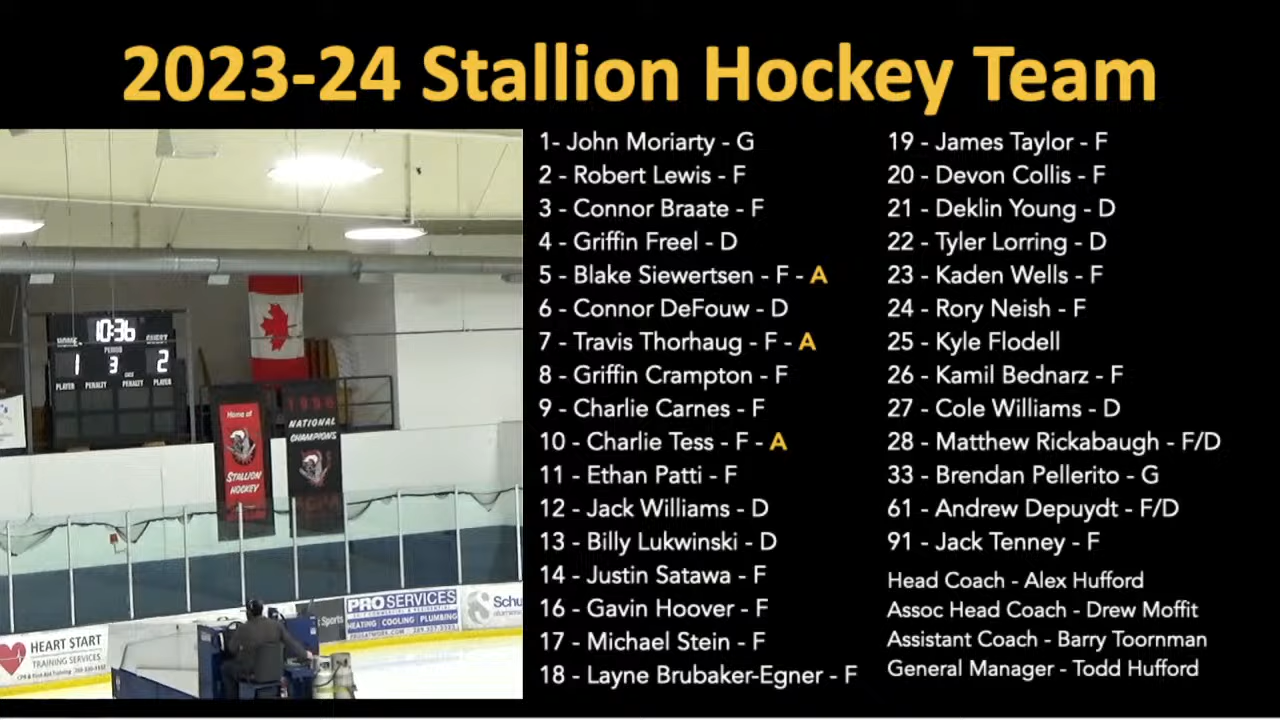 2023-24 Stallion Hockey Team
1- John Moriarty - G
2 - Robert Lewis - F
3 - Connor Braate - F
4 - Griffin Freel - D
5 - Blake Siewertsen - F - A
6 - Connor DeFouw - D
7 - Travis Thorhaug - F - A
8 - Griffin Crampton - F
9 - Charlie Carnes - F
10 - Charlie Tess - F - A
11 - Ethan Patti - F
12 - Jack Williams - D
13 - Billy Lukwinski - D
14 - Justin Satawa - F
16 - Gavin Hoover - F
17 - Michael Stein - F
18 - Layne Brubaker-Egner - F
19 - James Taylor - F
20 - Devon Collis - F
21 - Deklin Young - D
22 - Tyler Lorring - D
23 - Kaden Wells - F
24 - Rory Neish - F
25 - Kyle Flodell
26 - Kamil Bednarz - F
27 - Cole Williams - D
28 - Matthew Rickabaugh - F/D
33 - Brendan Pellerito - G
61 - Andrew Depuydt - F/D
91 - Jack Tenney - F
Head Coach - Alex Hufford
Assoc Head Coach - Drew Moffit
Assistant Coach - Barry Toornman
General Manager - Todd Hufford
10:36
HOME GUEST
PERIOD
1 3 2
PLAYER PENALTY PENALTY PLAYER
Home of
STALLION
HOCKEY
NATIONAL
CHAMPIONS
PRO SERVICES
HEATING COOLING PLUMBING
Sports
Schu
HEART START
TRAINING SERVICES